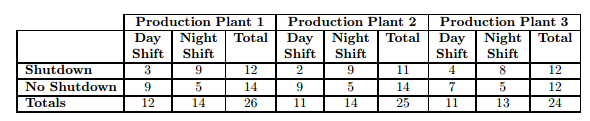 Production Plant 1 Production Plant 2 Production Plant 3
Day Night Total Day Night Total Day Night Total
Shift Shift Shift Shift Shift Shift
Shutdown 3 9 12 2 9 11 4 8 12
No Shutdown 9 5 14 9 5 14 7 5 12
Totals 12 14 26 11 14 25 11 13 24